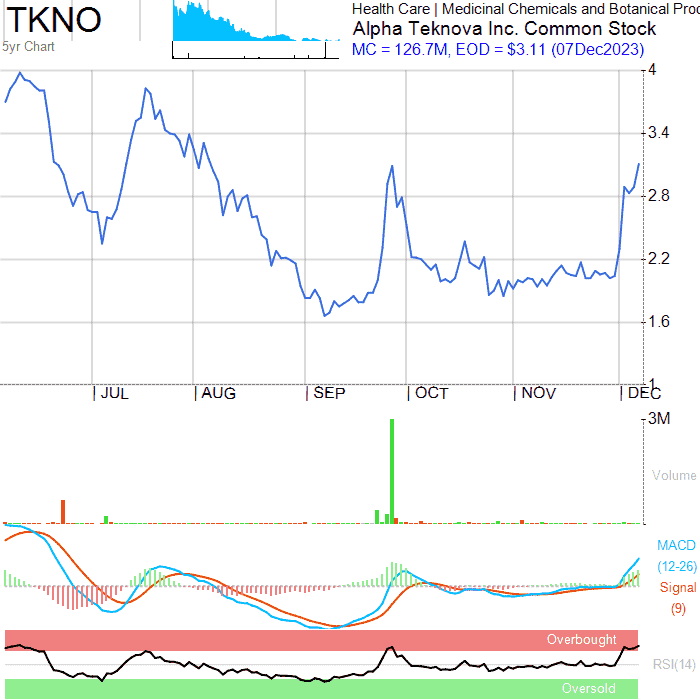 TKNO
5yr Chart
Health Care | Medicinal Chemicals and Botanical Proc
Alpha Teknova Inc. Common Stock
MC = 126.7M, EOD = $3.11 (07Dec2023)
4
3.4
2.8
2.2
1.6
1
JUL AUG SEP OCT NOV DEC
3M
Volume
MACD
(12-26)
Signal
(9)
Overbought
RSI(14)
Oversold